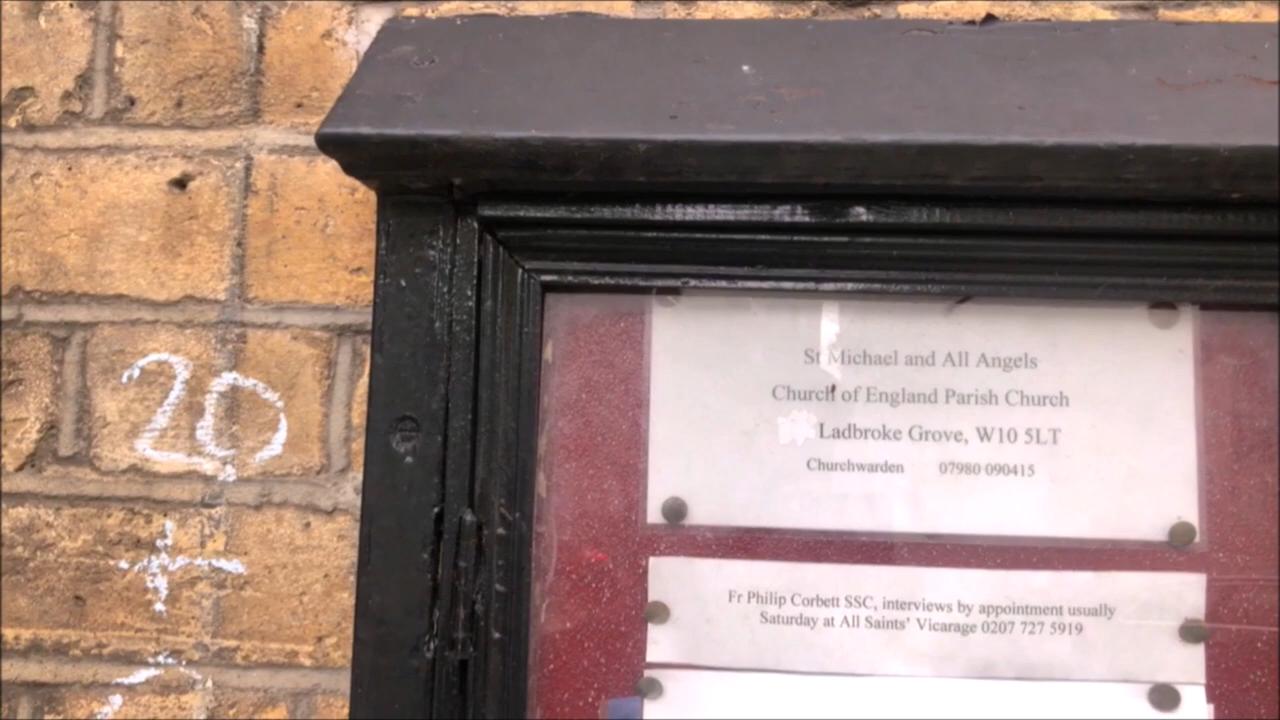 20
+
St Michael and All Angels
Church of England Parish Church
Ladbroke Grove, W10 5LT
Churchwarden 07980 090415
Fr Philip Corbett SSC, interviews by appointment usually
Saturday at All Saints' Vicarage 0207 727 5919